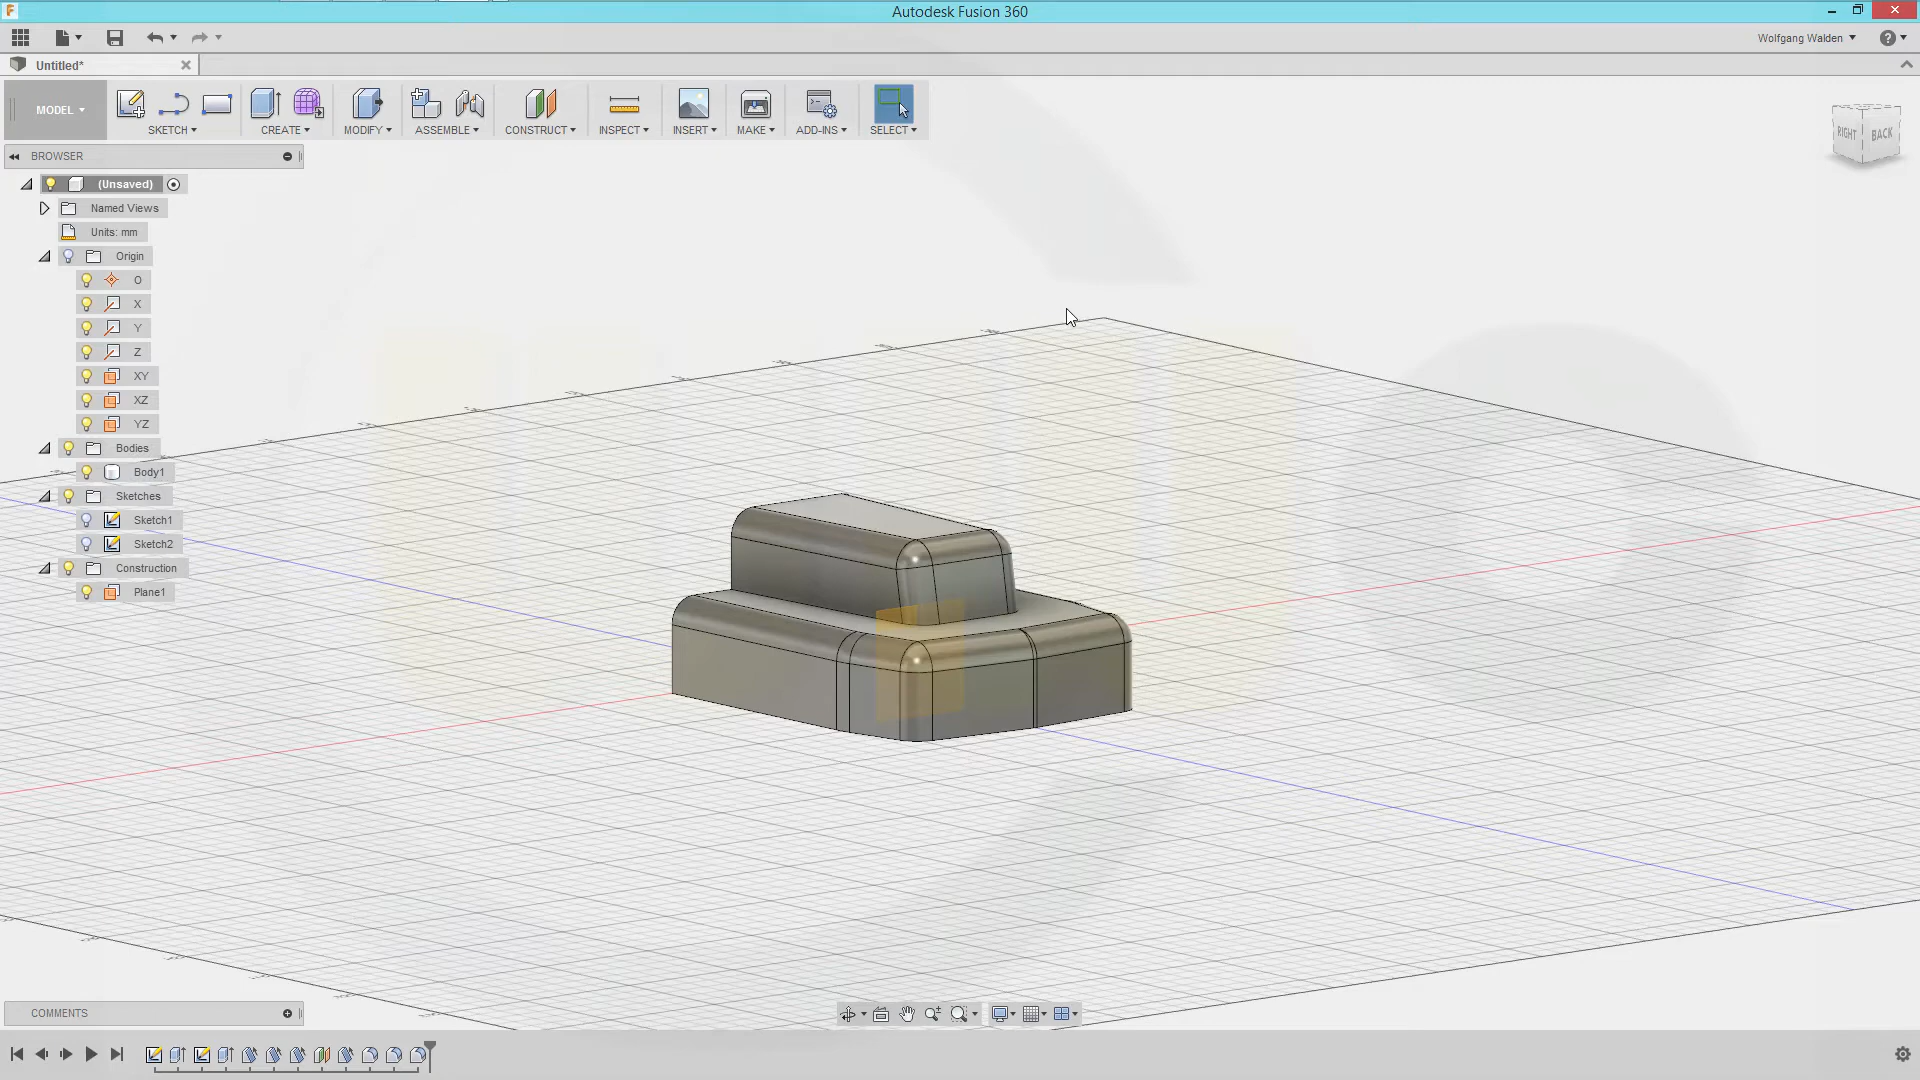 Autodesk Fusion 360
Wolfgang Walden
Untitled*
MODEL
SKETCH
CREATE
MODIFY
ASSEMBLE
CONSTRUCT
INSPECT
INSERT
MAKE
ADD-INS
SELECT
RIGHT
BACK
BROWSER
(Unsaved)
Named Views
Units: mm
Origin
O
X
Y
Z
XY
XZ
YZ
Bodies
Body1
Sketches
Sketch1
Sketch2
Construction
Plane1
COMMENTS